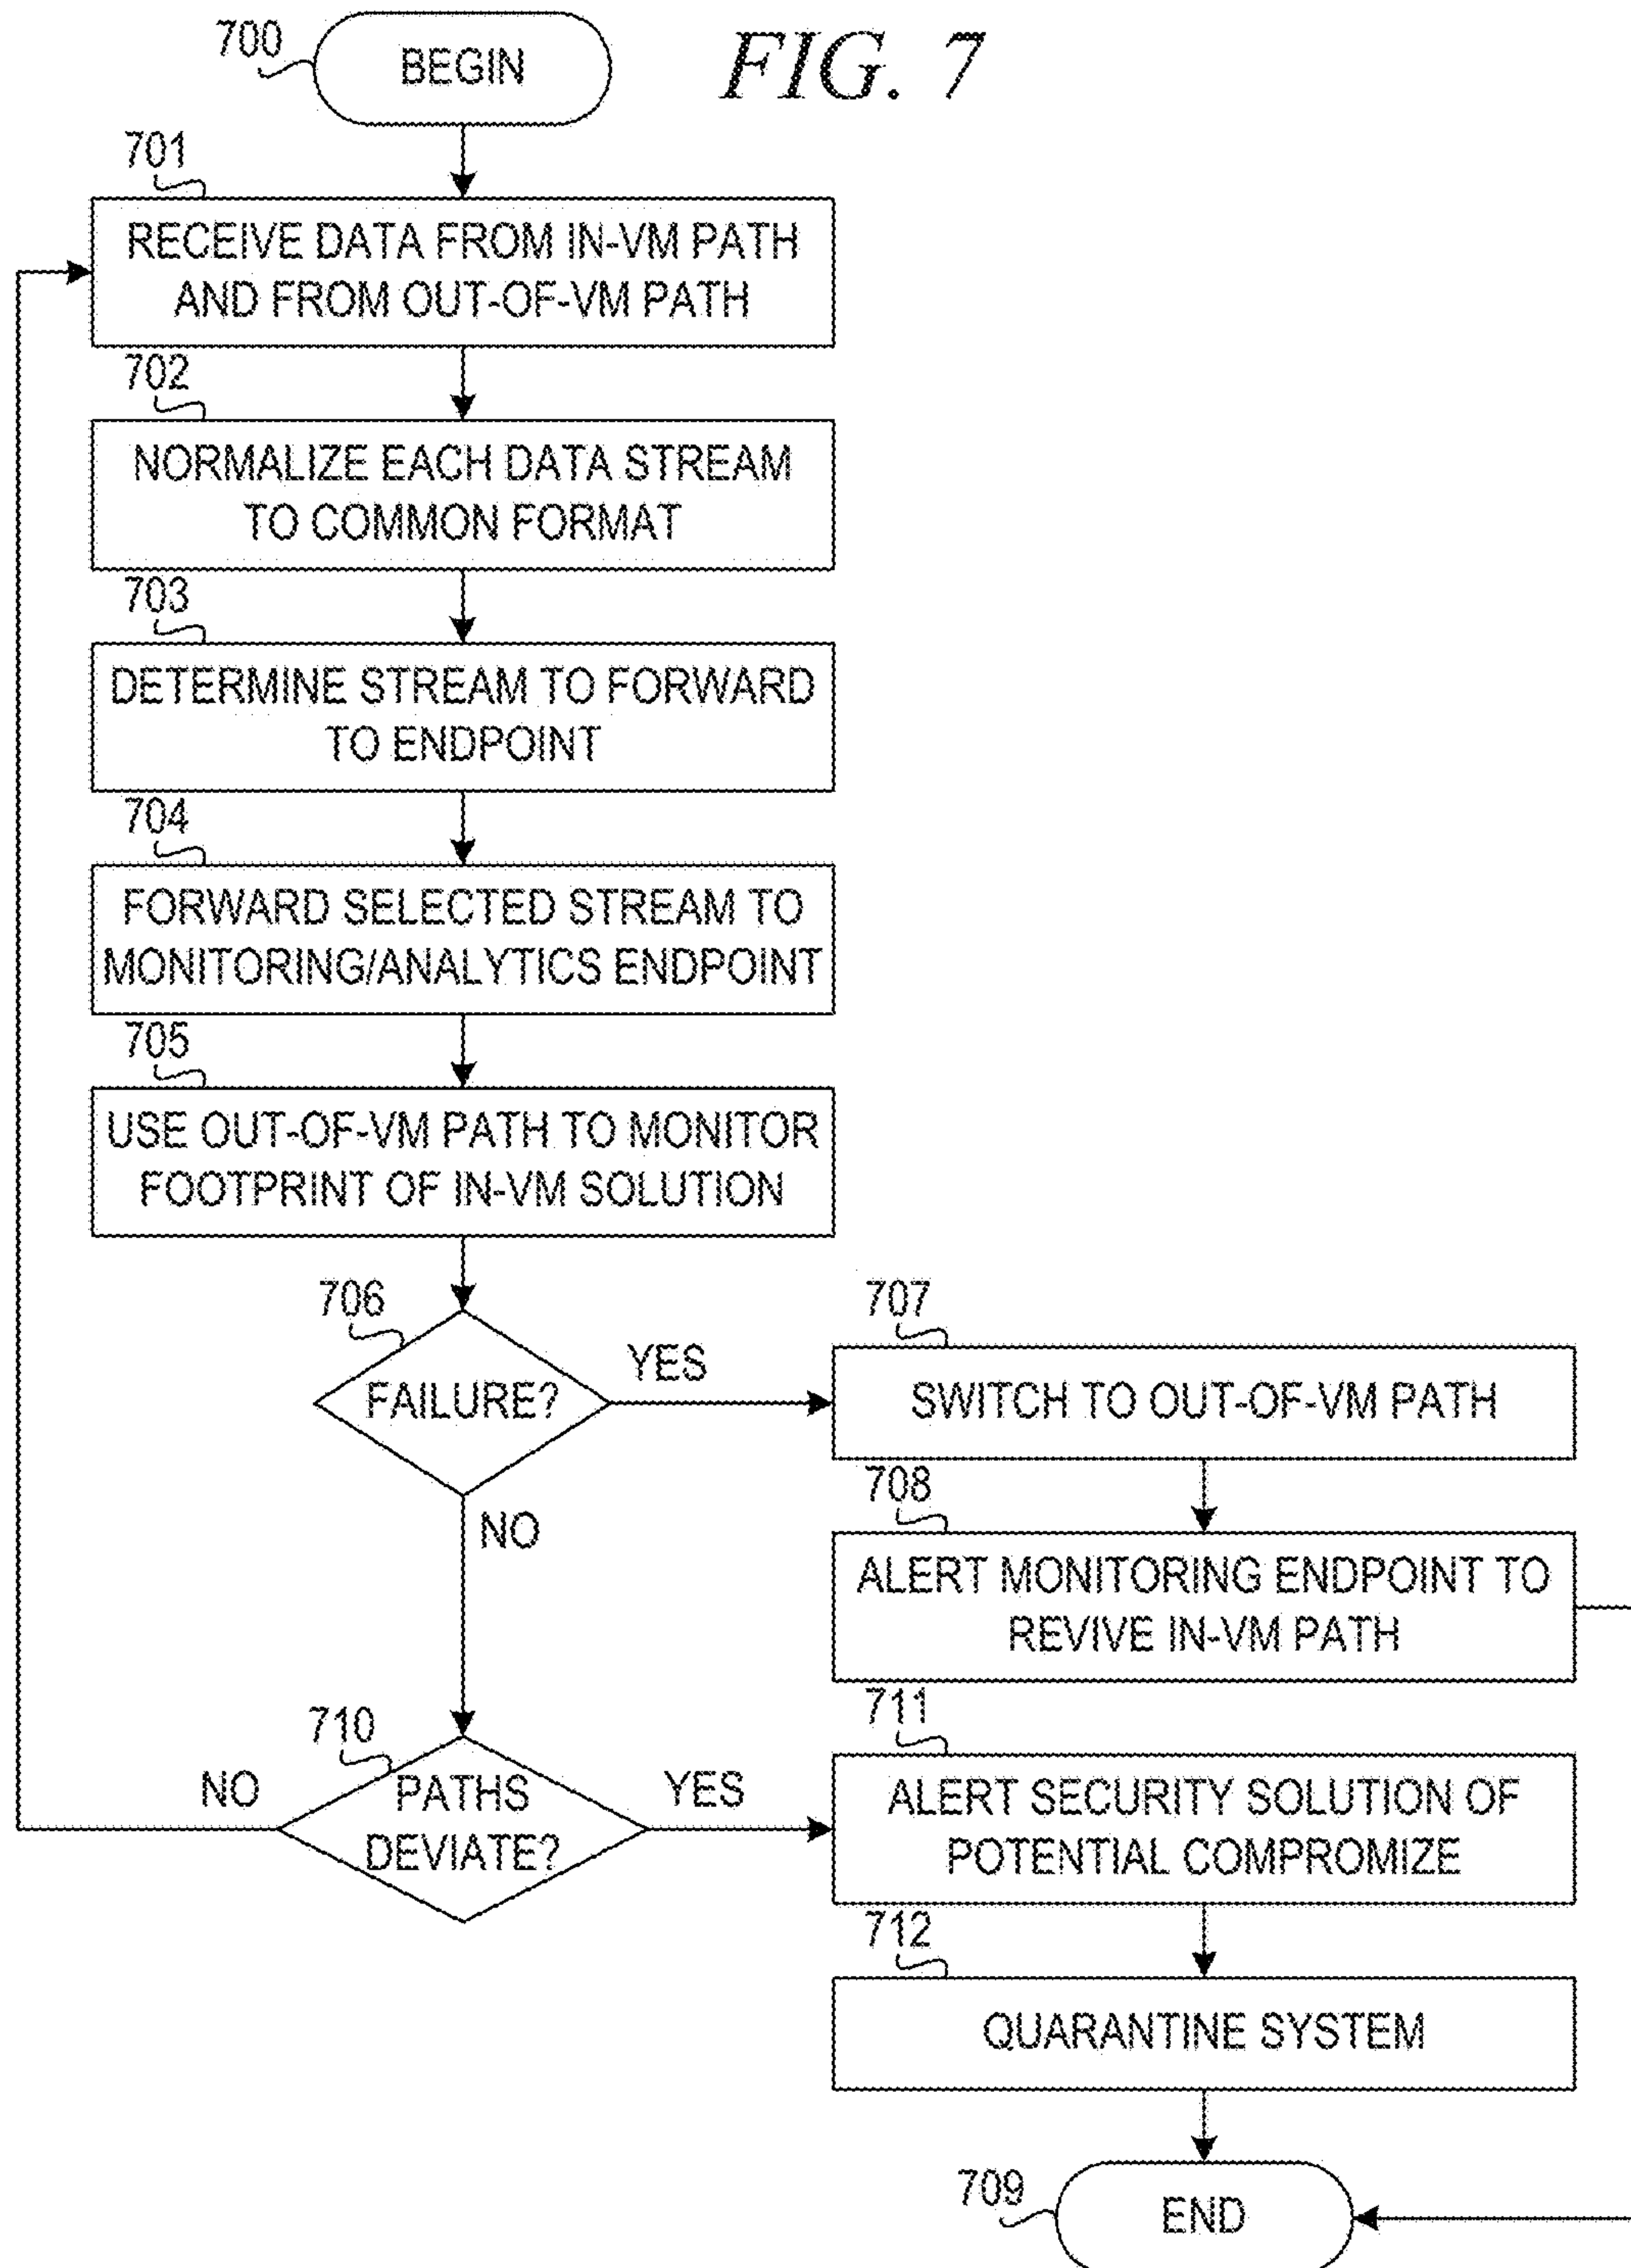 700
BEGIN
FIG. 7
701
RECEIVE DATA FROM IN-VM PATH
AND FROM OUT-OF-VM PATH
702
NORMALIZE EACH DATA STREAM
TO COMMON FORMAT
703
DETERMINE STREAM TO FORWARD
TO ENDPOINT
704
FORWARD SELECTED STREAM TO
MONITORING/ANALYTICS ENDPOINT
705
USE OUT-OF-VM PATH TO MONITOR
FOOTPRINT OF IN-VM SOLUTION
706
FAILURE?
YES
NO
707
SWITCH TO OUT-OF-VM PATH
708
ALERT MONITORING ENDPOINT TO
REVIVE IN-VM PATH
710
PATHS
DEVIATE?
NO
YES
711
ALERT SECURITY SOLUTION OF
POTENTIAL COMPROMIZE
712
QUARANTINE SYSTEM
709
END